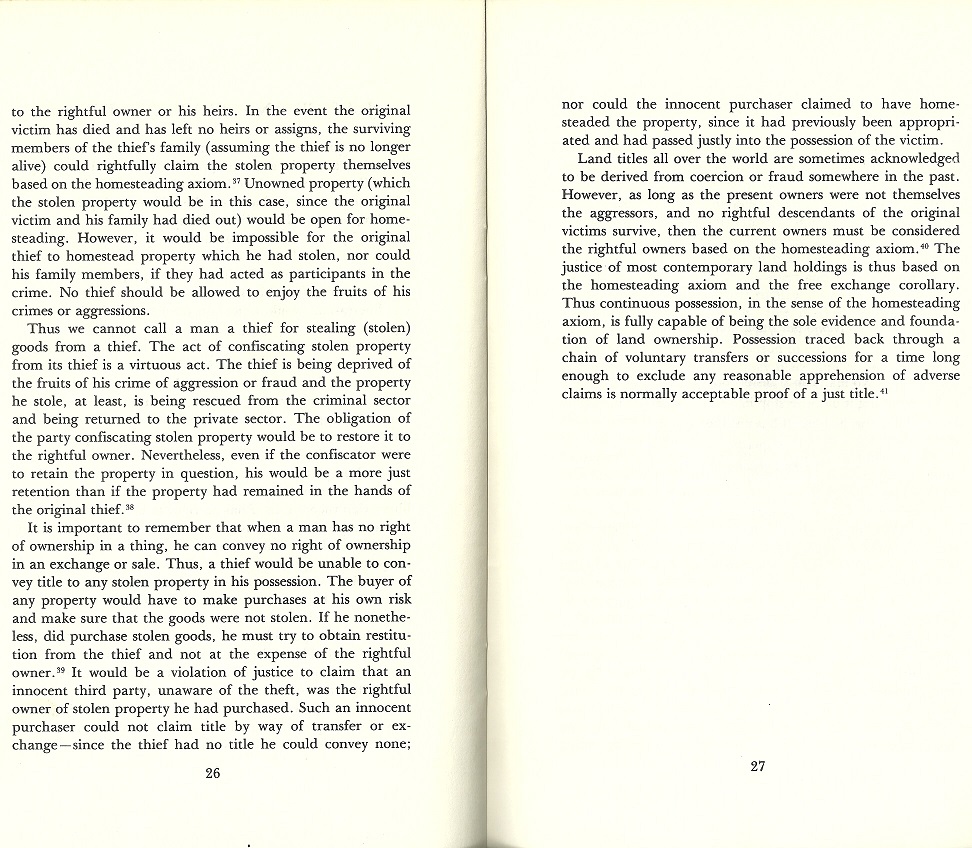 to the rightful owner or his heirs. In the event the original
victim has died and has left no heirs or assigns, the surviving
members of the thief's family (assuming the thief is no longer
alive) could rightfully claim the stolen property themselves
based on the homesteading axiom.³⁷ Unowned property (which
the stolen property would be in this case, since the original
victim and his family had died out) would be open for home-
steading. However, it would be impossible for the original
thief to homestead property which he had stolen, nor could
his family members, if they had acted as participants in the
crime. No thief should be allowed to enjoy the fruits of his
crimes or aggressions.
Thus we cannot call a man a thief for stealing (stolen)
goods from a thief. The act of confiscating stolen property
from its thief is a virtuous act. The thief is being deprived of
the fruits of his crime of aggression or fraud and the property
he stole, at least, is being rescued from the criminal sector
and being returned to the private sector. The obligation of
the party confiscating stolen property would be to restore it to
the rightful owner. Nevertheless, even if the confiscator were
to retain the property in question, his would be a more just
retention than if the property had remained in the hands of
the original thief.³⁸
It is important to remember that when a man has no right
of ownership in a thing, he can convey no right of ownership
in an exchange or sale. Thus, a thief would be unable to con-
vey title to any stolen property in his possession. The buyer of
any property would have to make purchases at his own risk
and make sure that the goods were not stolen. If he nonethe-
less, did purchase stolen goods, he must try to obtain restitu-
tion from the thief and not at the expense of the rightful
owner.³⁹ It would be a violation of justice to claim that an
innocent third party, unaware of the theft, was the rightful
owner of stolen property he had purchased. Such an innocent
purchaser could not claim title by way of transfer or ex-
change—since the thief had no title he could convey none;
26
nor could the innocent purchaser claimed to have home-
steaded the property, since it had previously been appropri-
ated and had passed justly into the possession of the victim.
Land titles all over the world are sometimes acknowledged
to be derived from coercion or fraud somewhere in the past.
However, as long as the present owners were not themselves
the aggressors, and no rightful descendants of the original
victims survive, then the current owners must be considered
the rightful owners based on the homesteading axiom.⁴⁰ The
justice of most contemporary land holdings is thus based on
the homesteading axiom and the free exchange corollary.
Thus continuous possession, in the sense of the homesteading
axiom, is fully capable of being the sole evidence and founda-
tion of land ownership. Possession traced back through a
chain of voluntary transfers or successions for a time long
enough to exclude any reasonable apprehension of adverse
claims is normally acceptable proof of a just title.⁴¹
27